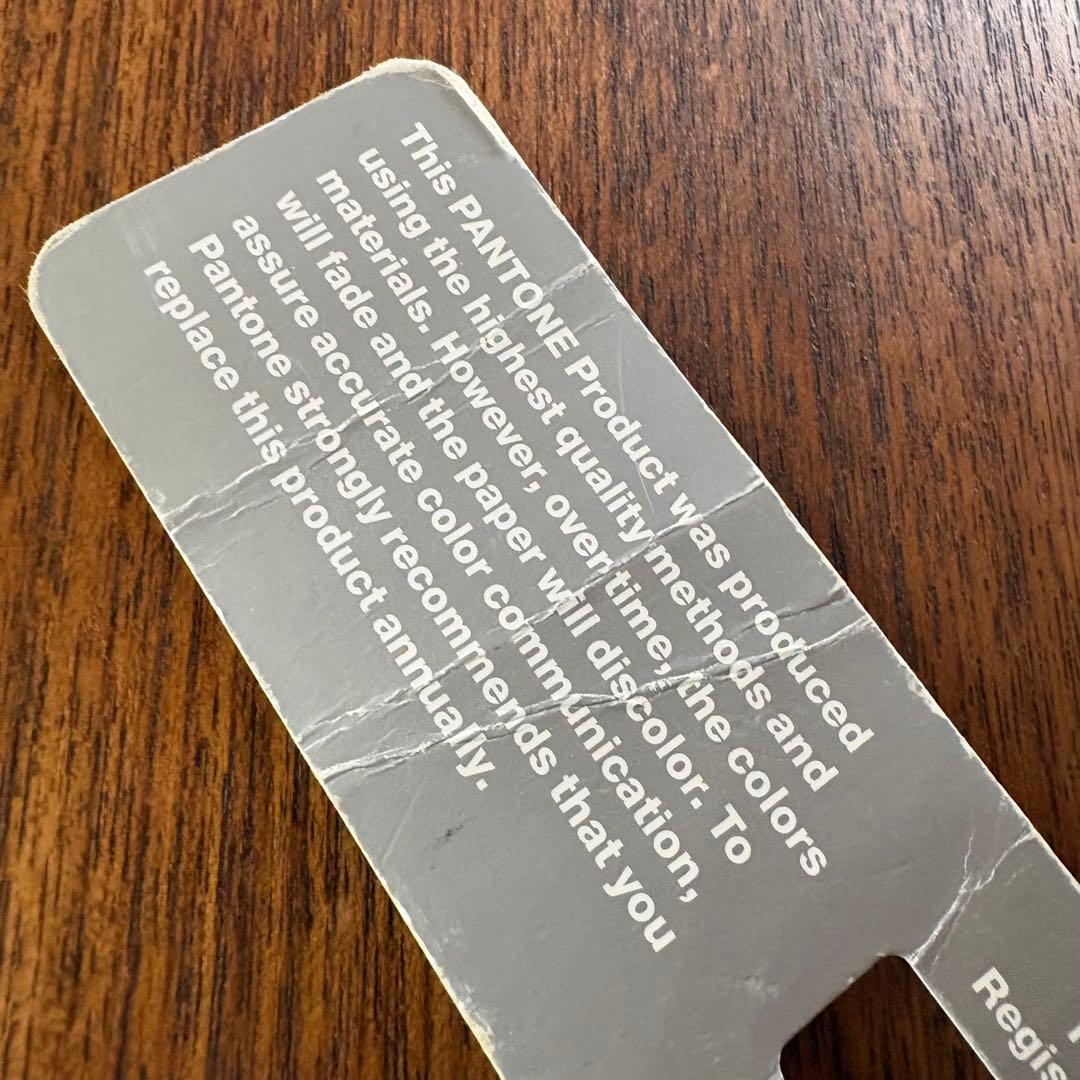 This PANTONE Product was produced
using the highest quality methods and
materials. However, over time, the colors
will fade and the paper will discolor. To
assure accurate color communication,
Pantone strongly recommends that you
replace this product annually.